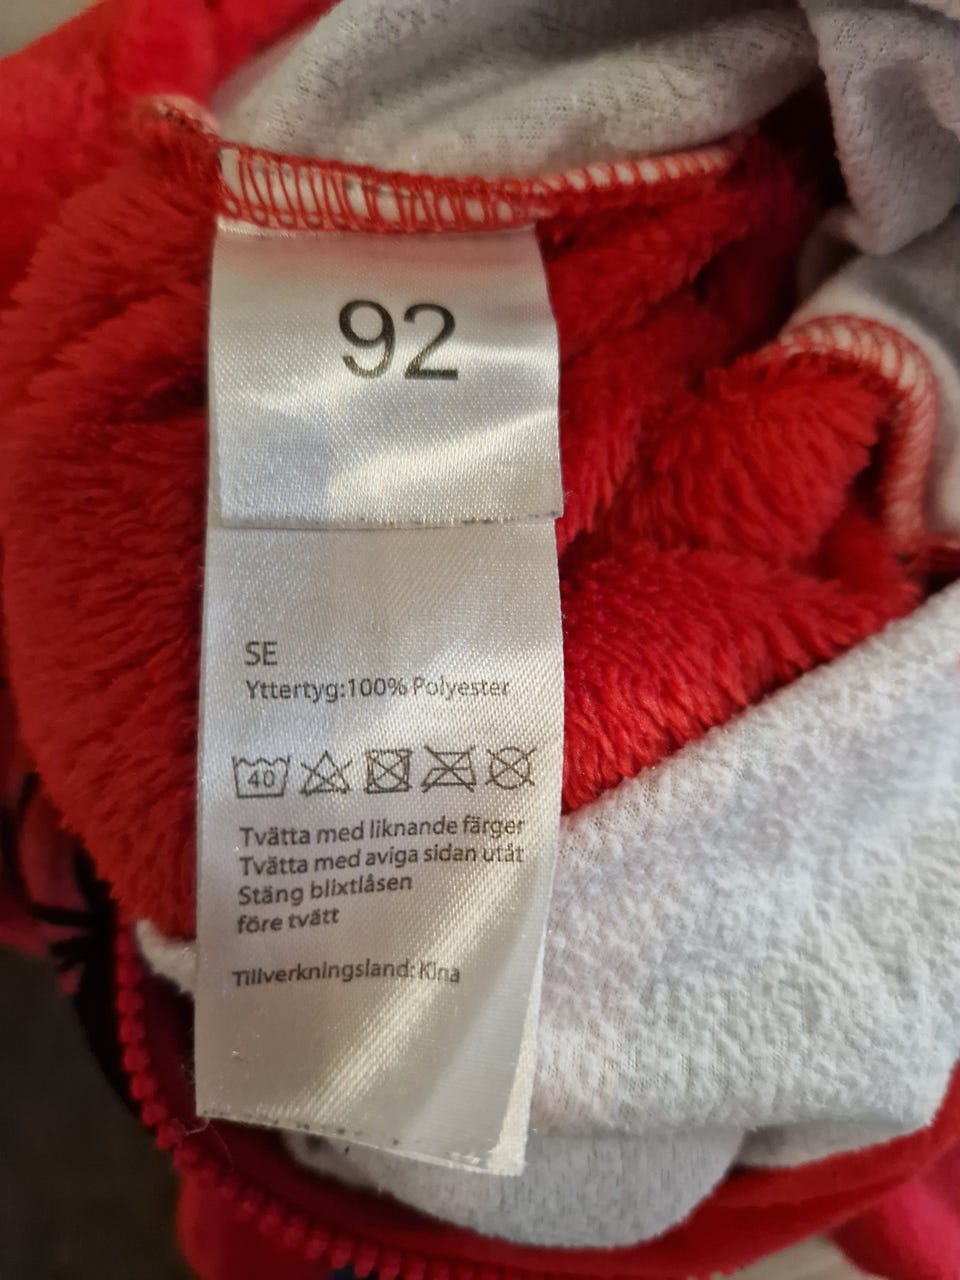 92
SE
Yttertyg:100% Polyester
40
Tvätta med liknande färger
Tvätta med aviga sidan utåt
Stäng blixtlåsen
före tvätt
Tillverkningsland: Kina